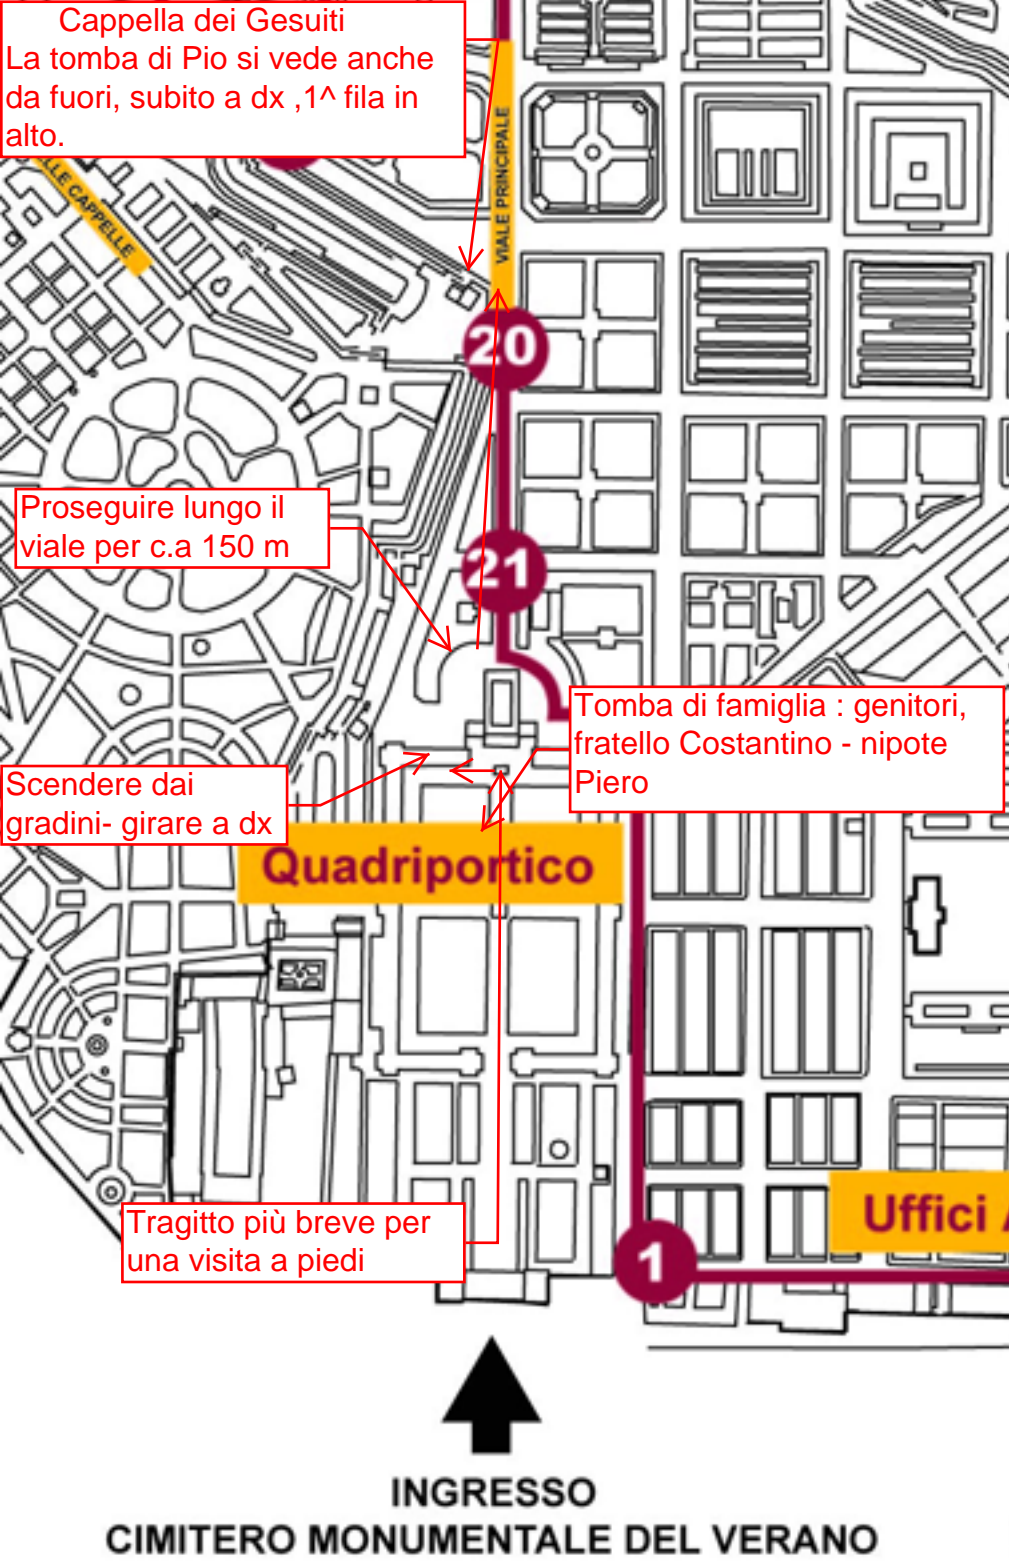 Cappella dei Gesuiti
La tomba di Pio si vede anche
da fuori, subito a dx ,1^ fila in
alto.
LLE CAPPELLE
VIALE PRINCIPALE
20
Proseguire lungo il
viale per c.a 150 m
21
Tomba di famiglia : genitori,
fratello Costantino - nipote
Piero
Scendere dai
gradini- girare a dx
Quadriportico
Uffici
Tragitto più breve per
una visita a piedi
1
INGRESSO
CIMITERO MONUMENTALE DEL VERANO